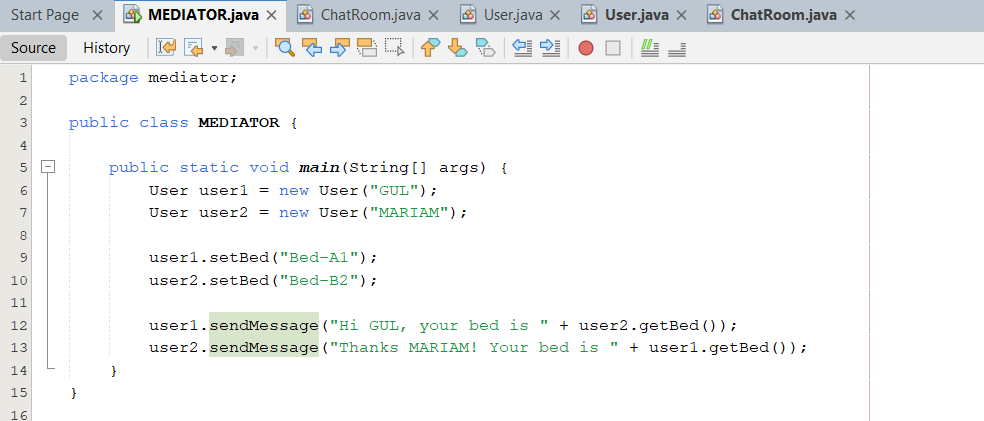 Start Page MEDIATOR.java ChatRoom.java User.java User.java ChatRoom.java
Source History
1 package mediator;
2
3 public class MEDIATOR {
4
5 public static void main(String[] args) {
6 User user1 = new User("GUL");
7 User user2 = new User("MARIAM");
8
9 user1.setBed("Bed-A1");
10 user2.setBed("Bed-B2");
11
12 user1.sendMessage("Hi GUL, your bed is " + user2.getBed());
13 user2.sendMessage("Thanks MARIAM! Your bed is " + user1.getBed());
14 }
15 }
16